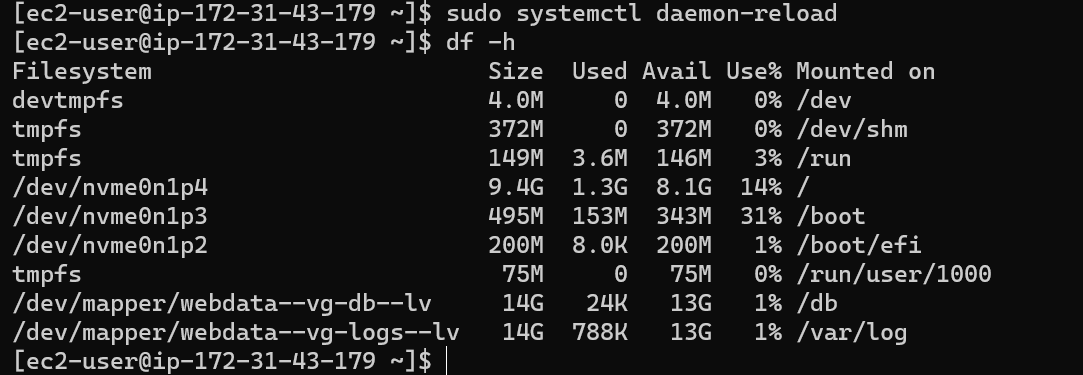 [ec2-user@ip-172-31-43-179 ~]$ sudo systemctl daemon-reload
[ec2-user@ip-172-31-43-179 ~]$ df -h
Filesystem                        Size  Used Avail Use% Mounted on
devtmpfs                          4.0M     0  4.0M   0% /dev
tmpfs                             372M     0  372M   0% /dev/shm
tmpfs                             149M  3.6M  146M   3% /run
/dev/nvme0n1p4                    9.4G  1.3G  8.1G  14% /
/dev/nvme0n1p3                    495M  153M  343M  31% /boot
/dev/nvme0n1p2                    200M  8.0K  200M   1% /boot/efi
tmpfs                              75M     0   75M   0% /run/user/1000
/dev/mapper/webdata--vg-db--lv     14G   24K   13G   1% /db
/dev/mapper/webdata--vg-logs--lv   14G  788K   13G   1% /var/log
[ec2-user@ip-172-31-43-179 ~]$